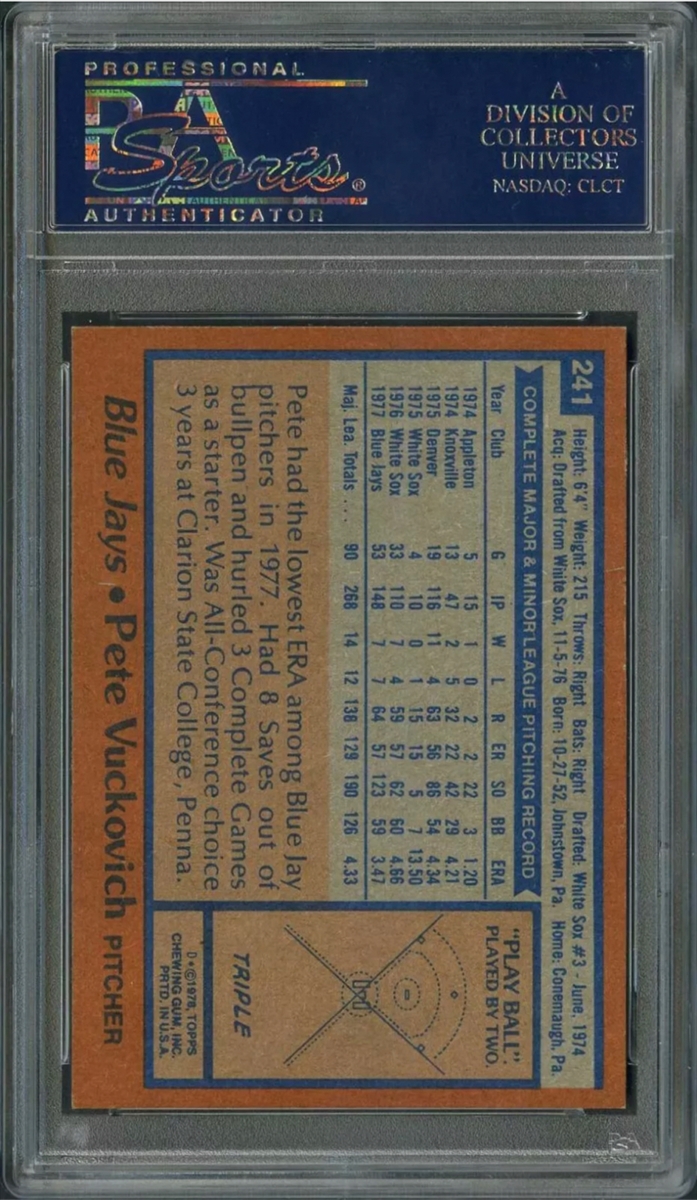 PROFESSIONAL
PSA
Sports®
AUTHENTICATOR
A
DIVISION OF
COLLECTORS
UNIVERSE
NASDAQ: CLCT
241
Height: 6'4" Weight: 215 Throws: Right Bats: Right Drafted: White Sox #3 - June, 1974
Acq: Drafted from White Sox, 11-5-76 Born: 10-27-52, Johnstown, Pa. Home: Conemaugh, Pa.
COMPLETE MAJOR & MINOR LEAGUE PITCHING RECORD
Year Club G IP W L R ER SO BB ERA
1974 Appleton 5 15 1 0 2 2 22 3 1.20
1974 Knoxville 13 47 2 5 32 22 42 29 4.21
1975 Denver 19 116 11 4 63 56 86 54 4.34
1975 White Sox 4 10 0 1 15 15 5 7 13.50
1976 White Sox 33 110 7 4 59 57 62 60 4.66
1977 Blue Jays 53 148 7 7 64 57 123 59 3.47
Maj. Lea. Totals .... 90 268 14 12 138 129 190 126 4.33
Pete had the lowest ERA among Blue Jay
pitchers in 1977. Had 8 Saves out of
bullpen and hurled 3 Complete Games
as a starter. Was All-Conference choice
3 years at Clarion State College, Penna.
"PLAY BALL"
PLAYED BY TWO.
TRIPLE
D•©1978, TOPPS
CHEWING GUM, INC.
PRTD. IN U.S.A.
Blue Jays • Pete Vuckovich PITCHER
PSA